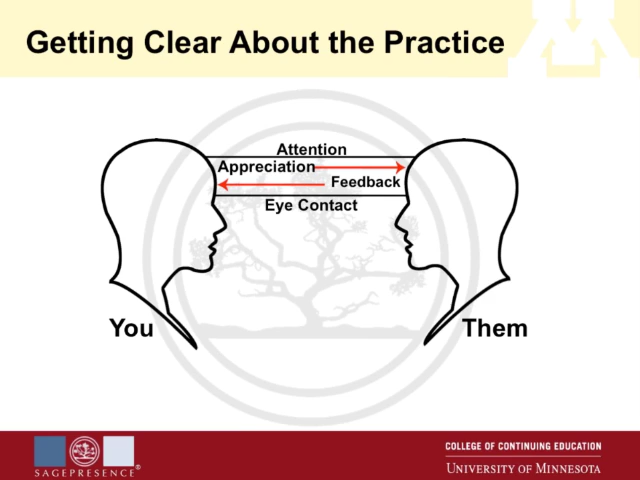 Getting Clear About the Practice
Attention
Appreciation
Feedback
Eye Contact
You
Them
SAGEPRESENCE®
COLLEGE OF CONTINUING EDUCATION
UNIVERSITY OF MINNESOTA